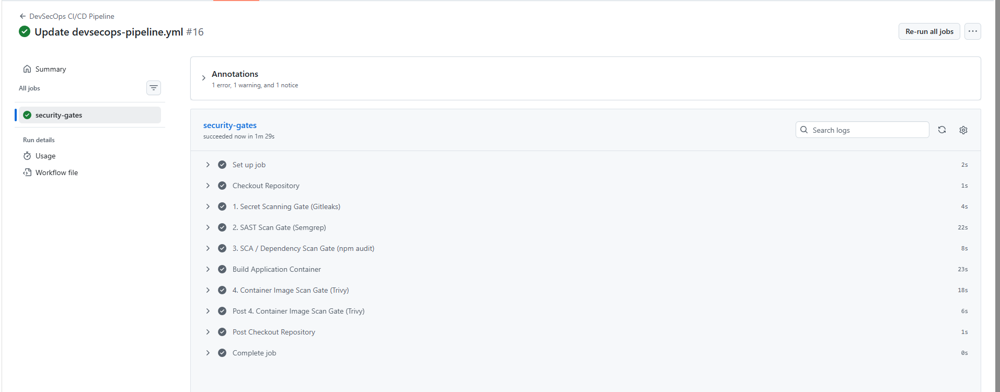 DevSecOps CI/CD Pipeline
Update devsecops-pipeline.yml #16
Re-run all jobs
Summary
All jobs
security-gates
Run details
Usage
Workflow file
Annotations
1 error, 1 warning, and 1 notice
security-gates
succeeded now in 1m 29s
Search logs
Set up job 2s
Checkout Repository 1s
1. Secret Scanning Gate (Gitleaks) 4s
2. SAST Scan Gate (Semgrep) 22s
3. SCA / Dependency Scan Gate (npm audit) 8s
Build Application Container 23s
4. Container Image Scan Gate (Trivy) 18s
Post 4. Container Image Scan Gate (Trivy) 6s
Post Checkout Repository 1s
Complete job 0s